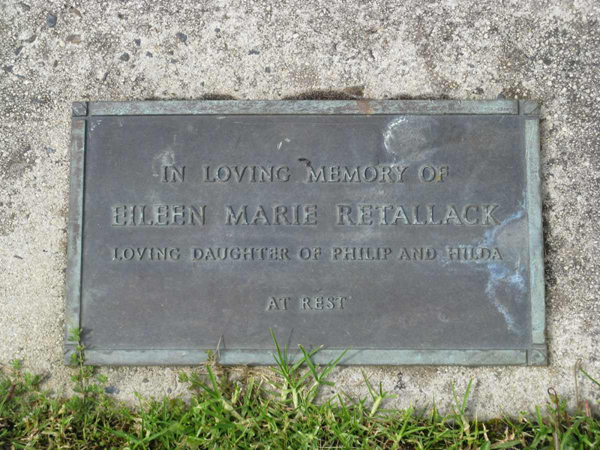 IN LOVING MEMORY OF
EILEEN MARIE RETALLACK
LOVING DAUGHTER OF PHILIP AND HILDA
AT REST